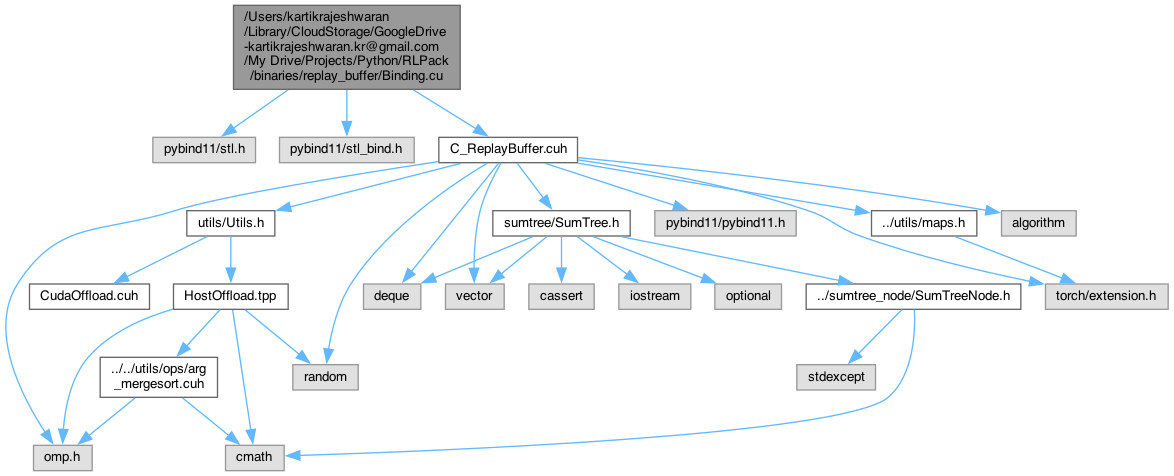 /Users/kartikrajeshwaran
/Library/CloudStorage/GoogleDrive
-kartikrajeshwaran.kr@gmail.com
/My Drive/Projects/Python/RLPack
/binaries/replay_buffer/Binding.cu
pybind11/stl.h
pybind11/stl_bind.h
C_ReplayBuffer.cuh
utils/Utils.h
sumtree/SumTree.h
pybind11/pybind11.h
../utils/maps.h
algorithm
CudaOffload.cuh
HostOffload.tpp
deque
vector
cassert
iostream
optional
../sumtree_node/SumTreeNode.h
torch/extension.h
../../utils/ops/arg
_mergesort.cuh
random
stdexcept
omp.h
cmath